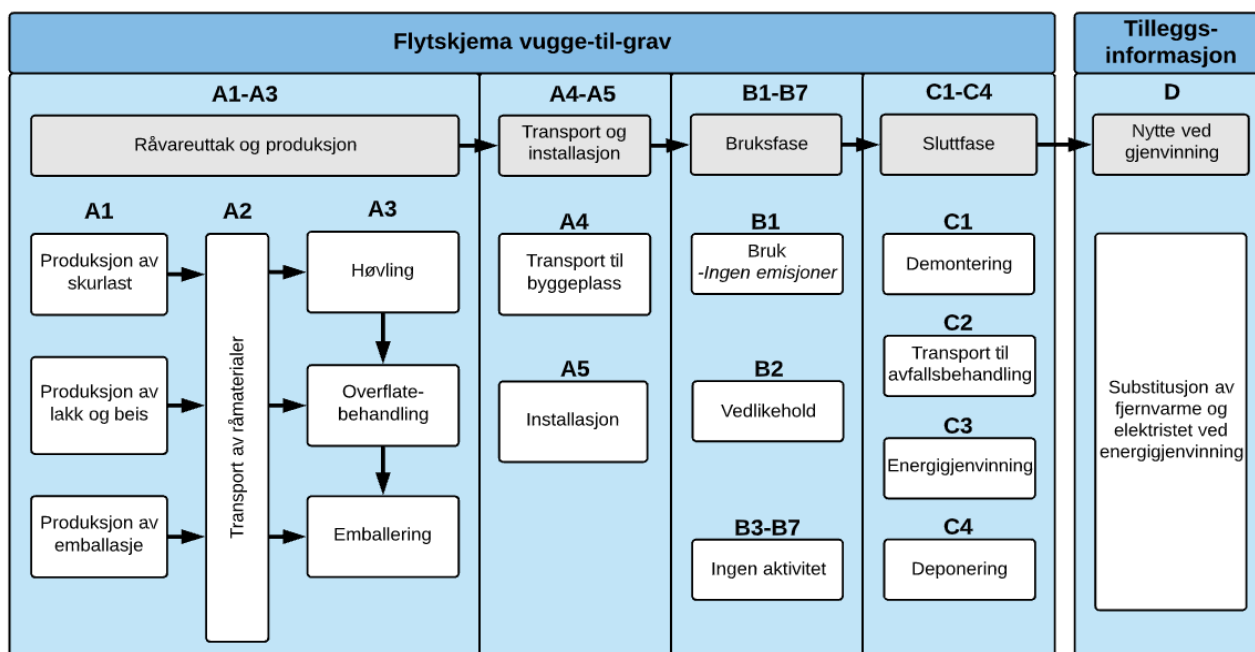 Flytskjema vugge-til-grav
Tilleggs-
informasjon
A1-A3
Råvareuttak og produksjon
A1
Produksjon av
skurlast
Produksjon av
lakk og beis
Produksjon av
emballasje
A2
Transport av råmaterialer
A3
Høvling
Overflate-
behandling
Emballering
A4-A5
Transport og
installasjon
A4
Transport til
byggeplass
A5
Installasjon
B1-B7
Bruksfase
B1
Bruk
-Ingen emisjoner
B2
Vedlikehold
B3-B7
Ingen aktivitet
C1-C4
Sluttfase
C1
Demontering
C2
Transport til
avfallsbehandling
C3
Energigjenvinning
C4
Deponering
D
Nytte ved
gjenvinning
Substitusjon av
fjernvarme og
elektristet ved
energigjenvinning